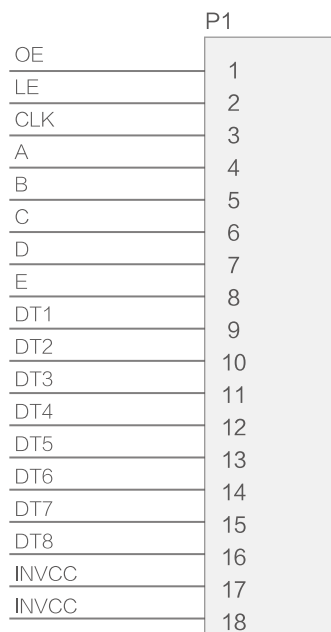 P1
OE
1
LE
2
CLK
3
A
4
B
5
C
6
D
7
E
8
DT1
9
DT2
10
DT3
11
DT4
12
DT5
13
DT6
14
DT7
15
DT8
16
INVCC
17
INVCC
18